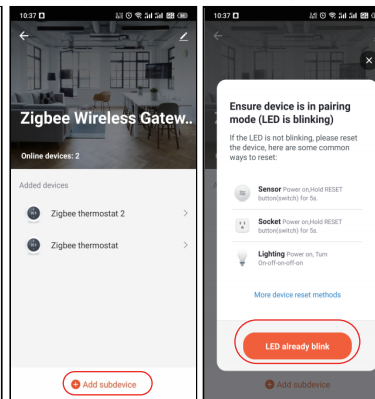 10:37
Zigbee Wireless Gatew..
Online devices: 2
Added devices
Zigbee thermostat 2
Zigbee thermostat
Add subdevice
10:37
Ensure device is in pairing
mode (LED is blinking)
If the LED is not blinking, please reset
the device, here are some common
ways to reset:
Sensor Power on,Hold RESET
button(switch) for 5s.
Socket Power on,Hold RESET
button(switch) for 5s.
Lighting Power on, Turn
On-off-on-off-on
More device reset methods
LED already blink
Add subdevice